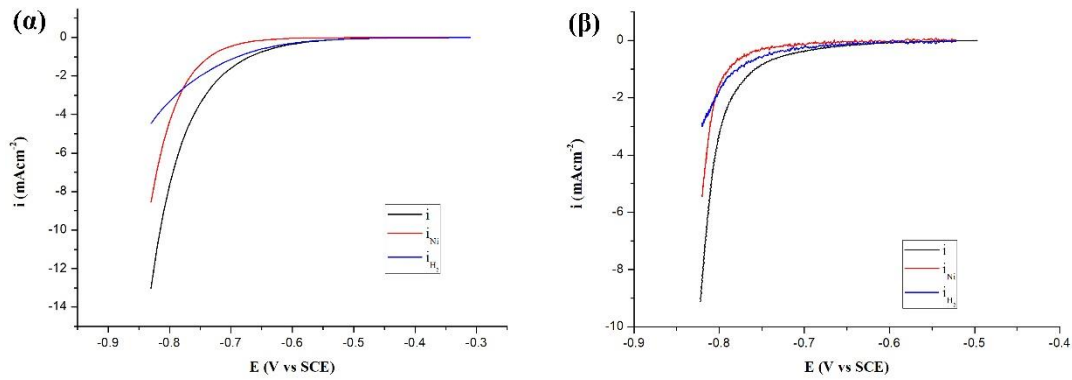 (α)
0
-2
-4
-6
-8
-10
-12
-14
i (mAcm⁻²)
-0.9
-0.8
-0.7
-0.6
-0.5
-0.4
-0.3
E (V vs SCE)
i
i_Ni
i_H₂
(β)
0
-2
-4
-6
-8
-10
i (mAcm⁻²)
-0.9
-0.8
-0.7
-0.6
-0.5
-0.4
E (V vs SCE)
i
i_Ni
i_H₂